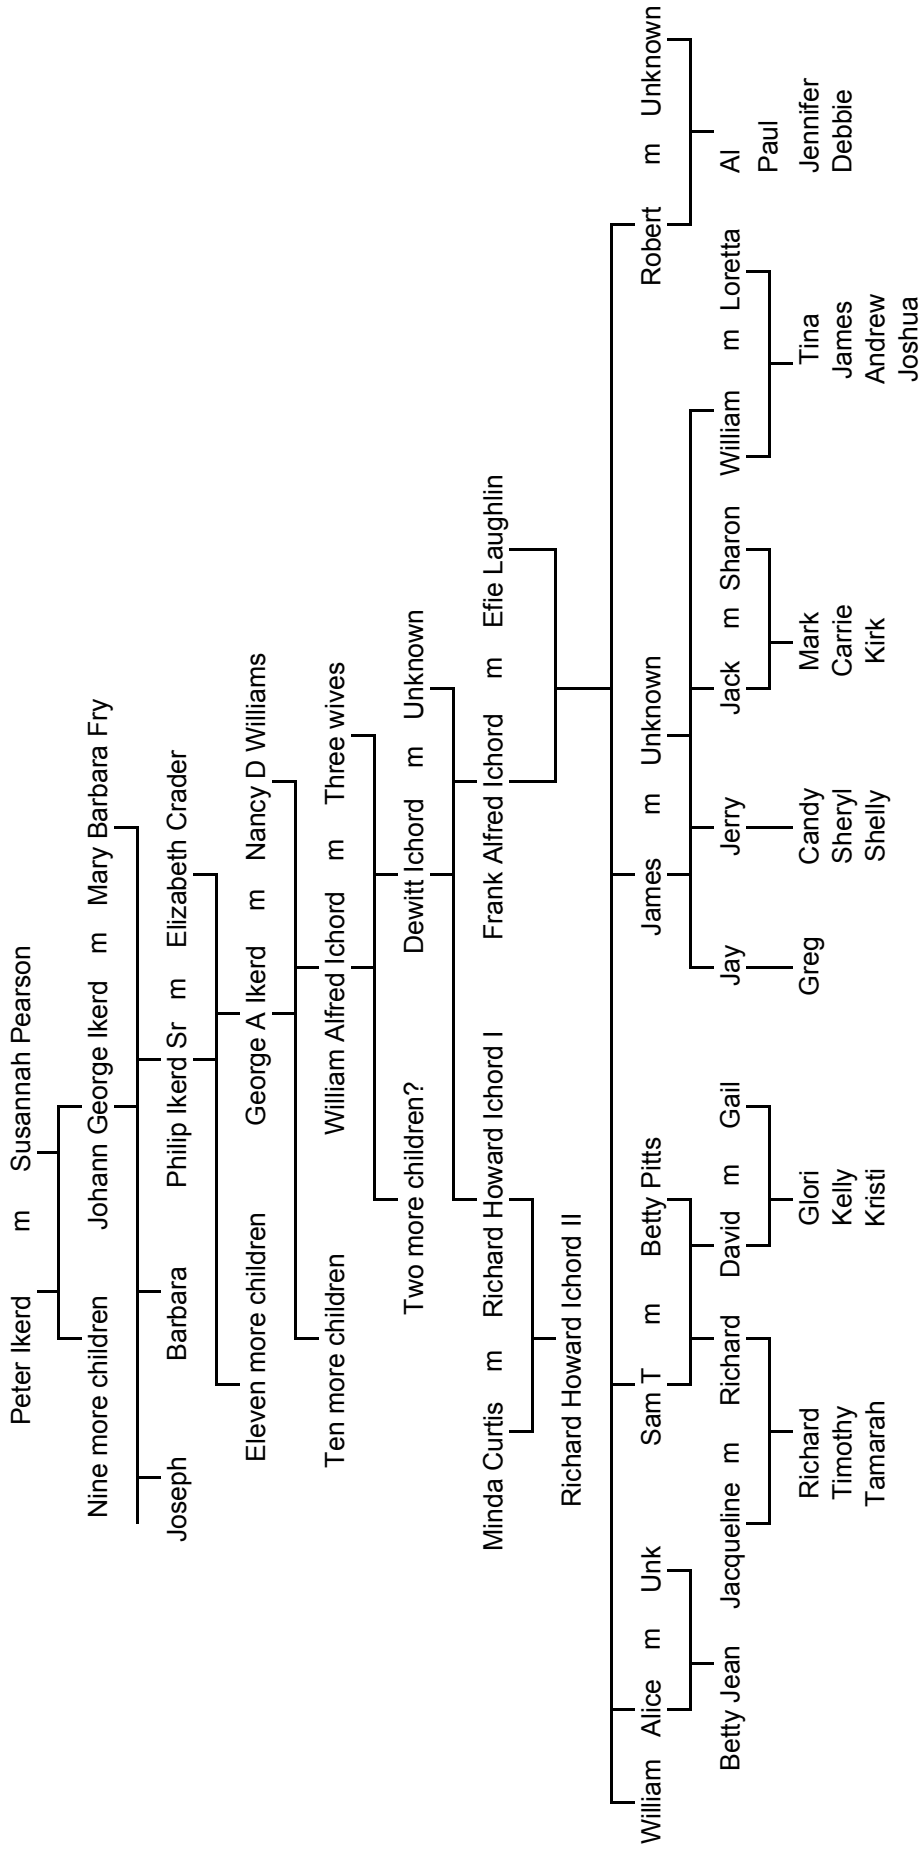 Peter Ikerd m Susannah Pearson
Nine more children Johann George Ikerd m Mary Barbara Fry
Joseph Barbara Philip Ikerd Sr m Elizabeth Crader
Eleven more children George A Ikerd m Nancy D Williams
Ten more children William Alfred Ichord m Three wives
Two more children? Dewitt Ichord m Unknown
Minda Curtis m Richard Howard Ichord I Frank Alfred Ichord m Efie Laughlin
Richard Howard Ichord II
William Alice m Unk Sam T m Betty Pitts James m Unknown Robert m Unknown
Betty Jean Jacqueline m Richard David m Gail Jay Jerry Jack m Sharon William m Loretta Al
Paul
Richard Glori Greg Candy Mark Tina Jennifer
Timothy Kelly Sheryl Carrie James Debbie
Tamarah Kristi Shelly Kirk Andrew
Joshua